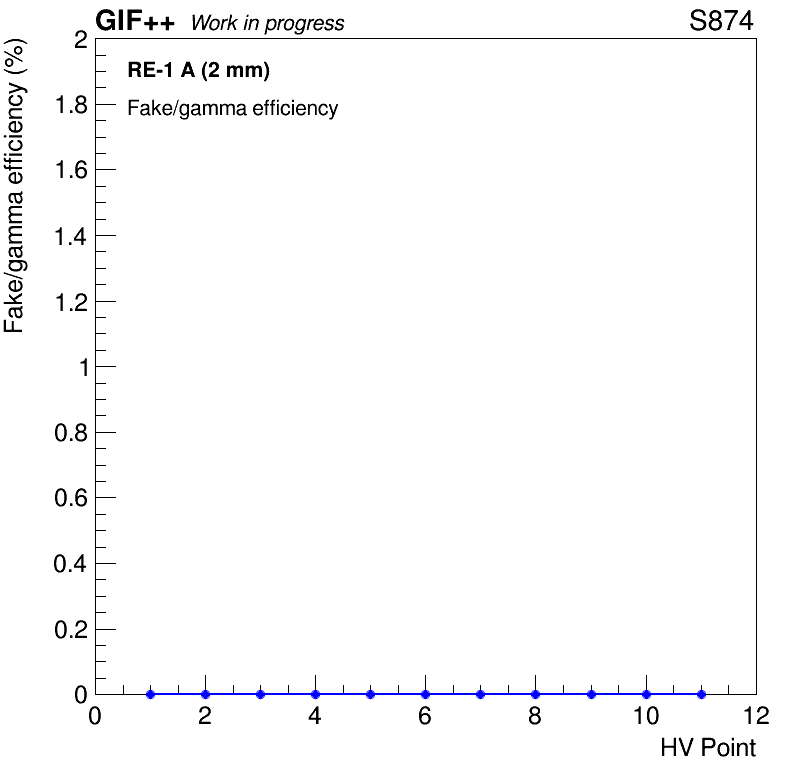 GIF++ Work in progress S874
Fake/gamma efficiency (%)
RE-1 A (2 mm)
Fake/gamma efficiency
2
1.8
1.6
1.4
1.2
1
0.8
0.6
0.4
0.2
0
0 2 4 6 8 10 12
HV Point